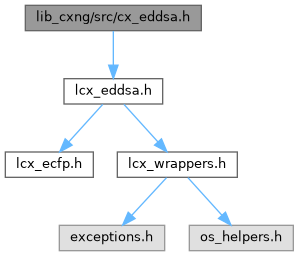 lib_cxng/src/cx_eddsa.h
lcx_eddsa.h
lcx_ecfp.h
lcx_wrappers.h
exceptions.h
os_helpers.h